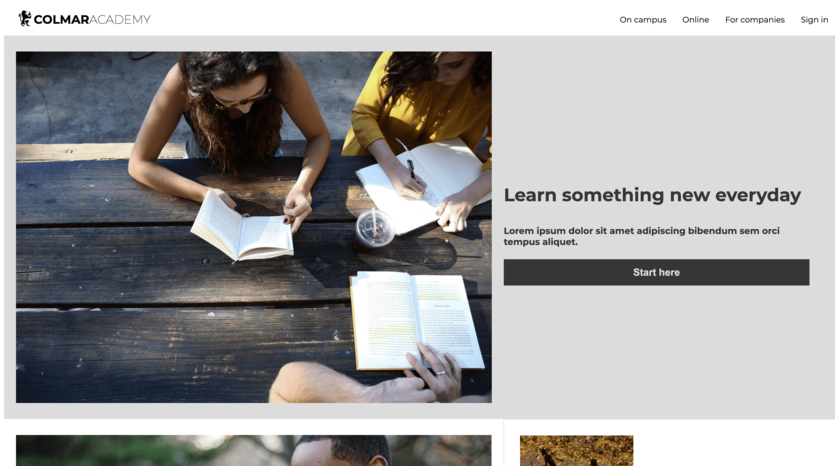 COLMARACADEMY
On campus Online For companies Sign in
Learn something new everyday
Lorem ipsum dolor sit amet adipiscing bibendum sem orci
tempus aliquet.
Start here